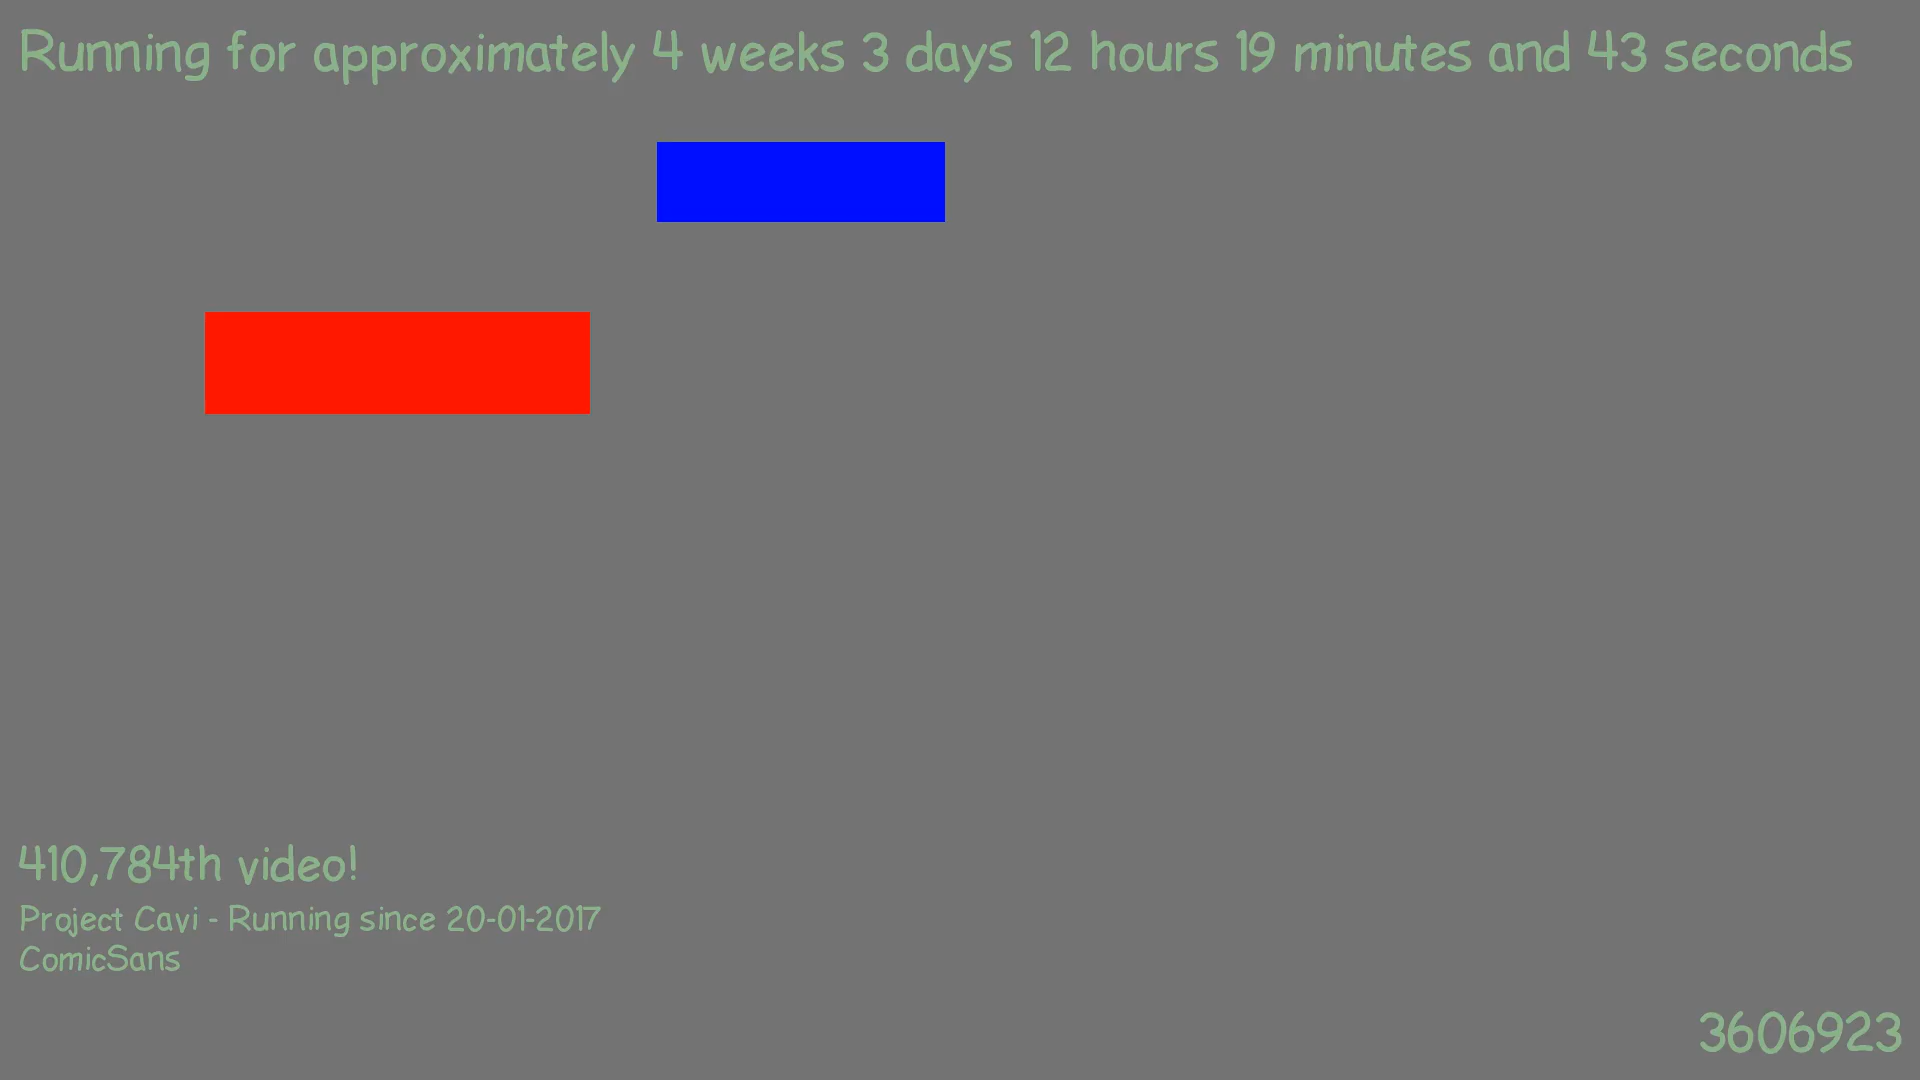 Running for approximately 4 weeks 3 days 12 hours 19 minutes and 43 seconds
410,784th video!
Project Cavi - Running since 20-01-2017
ComicSans
3606923